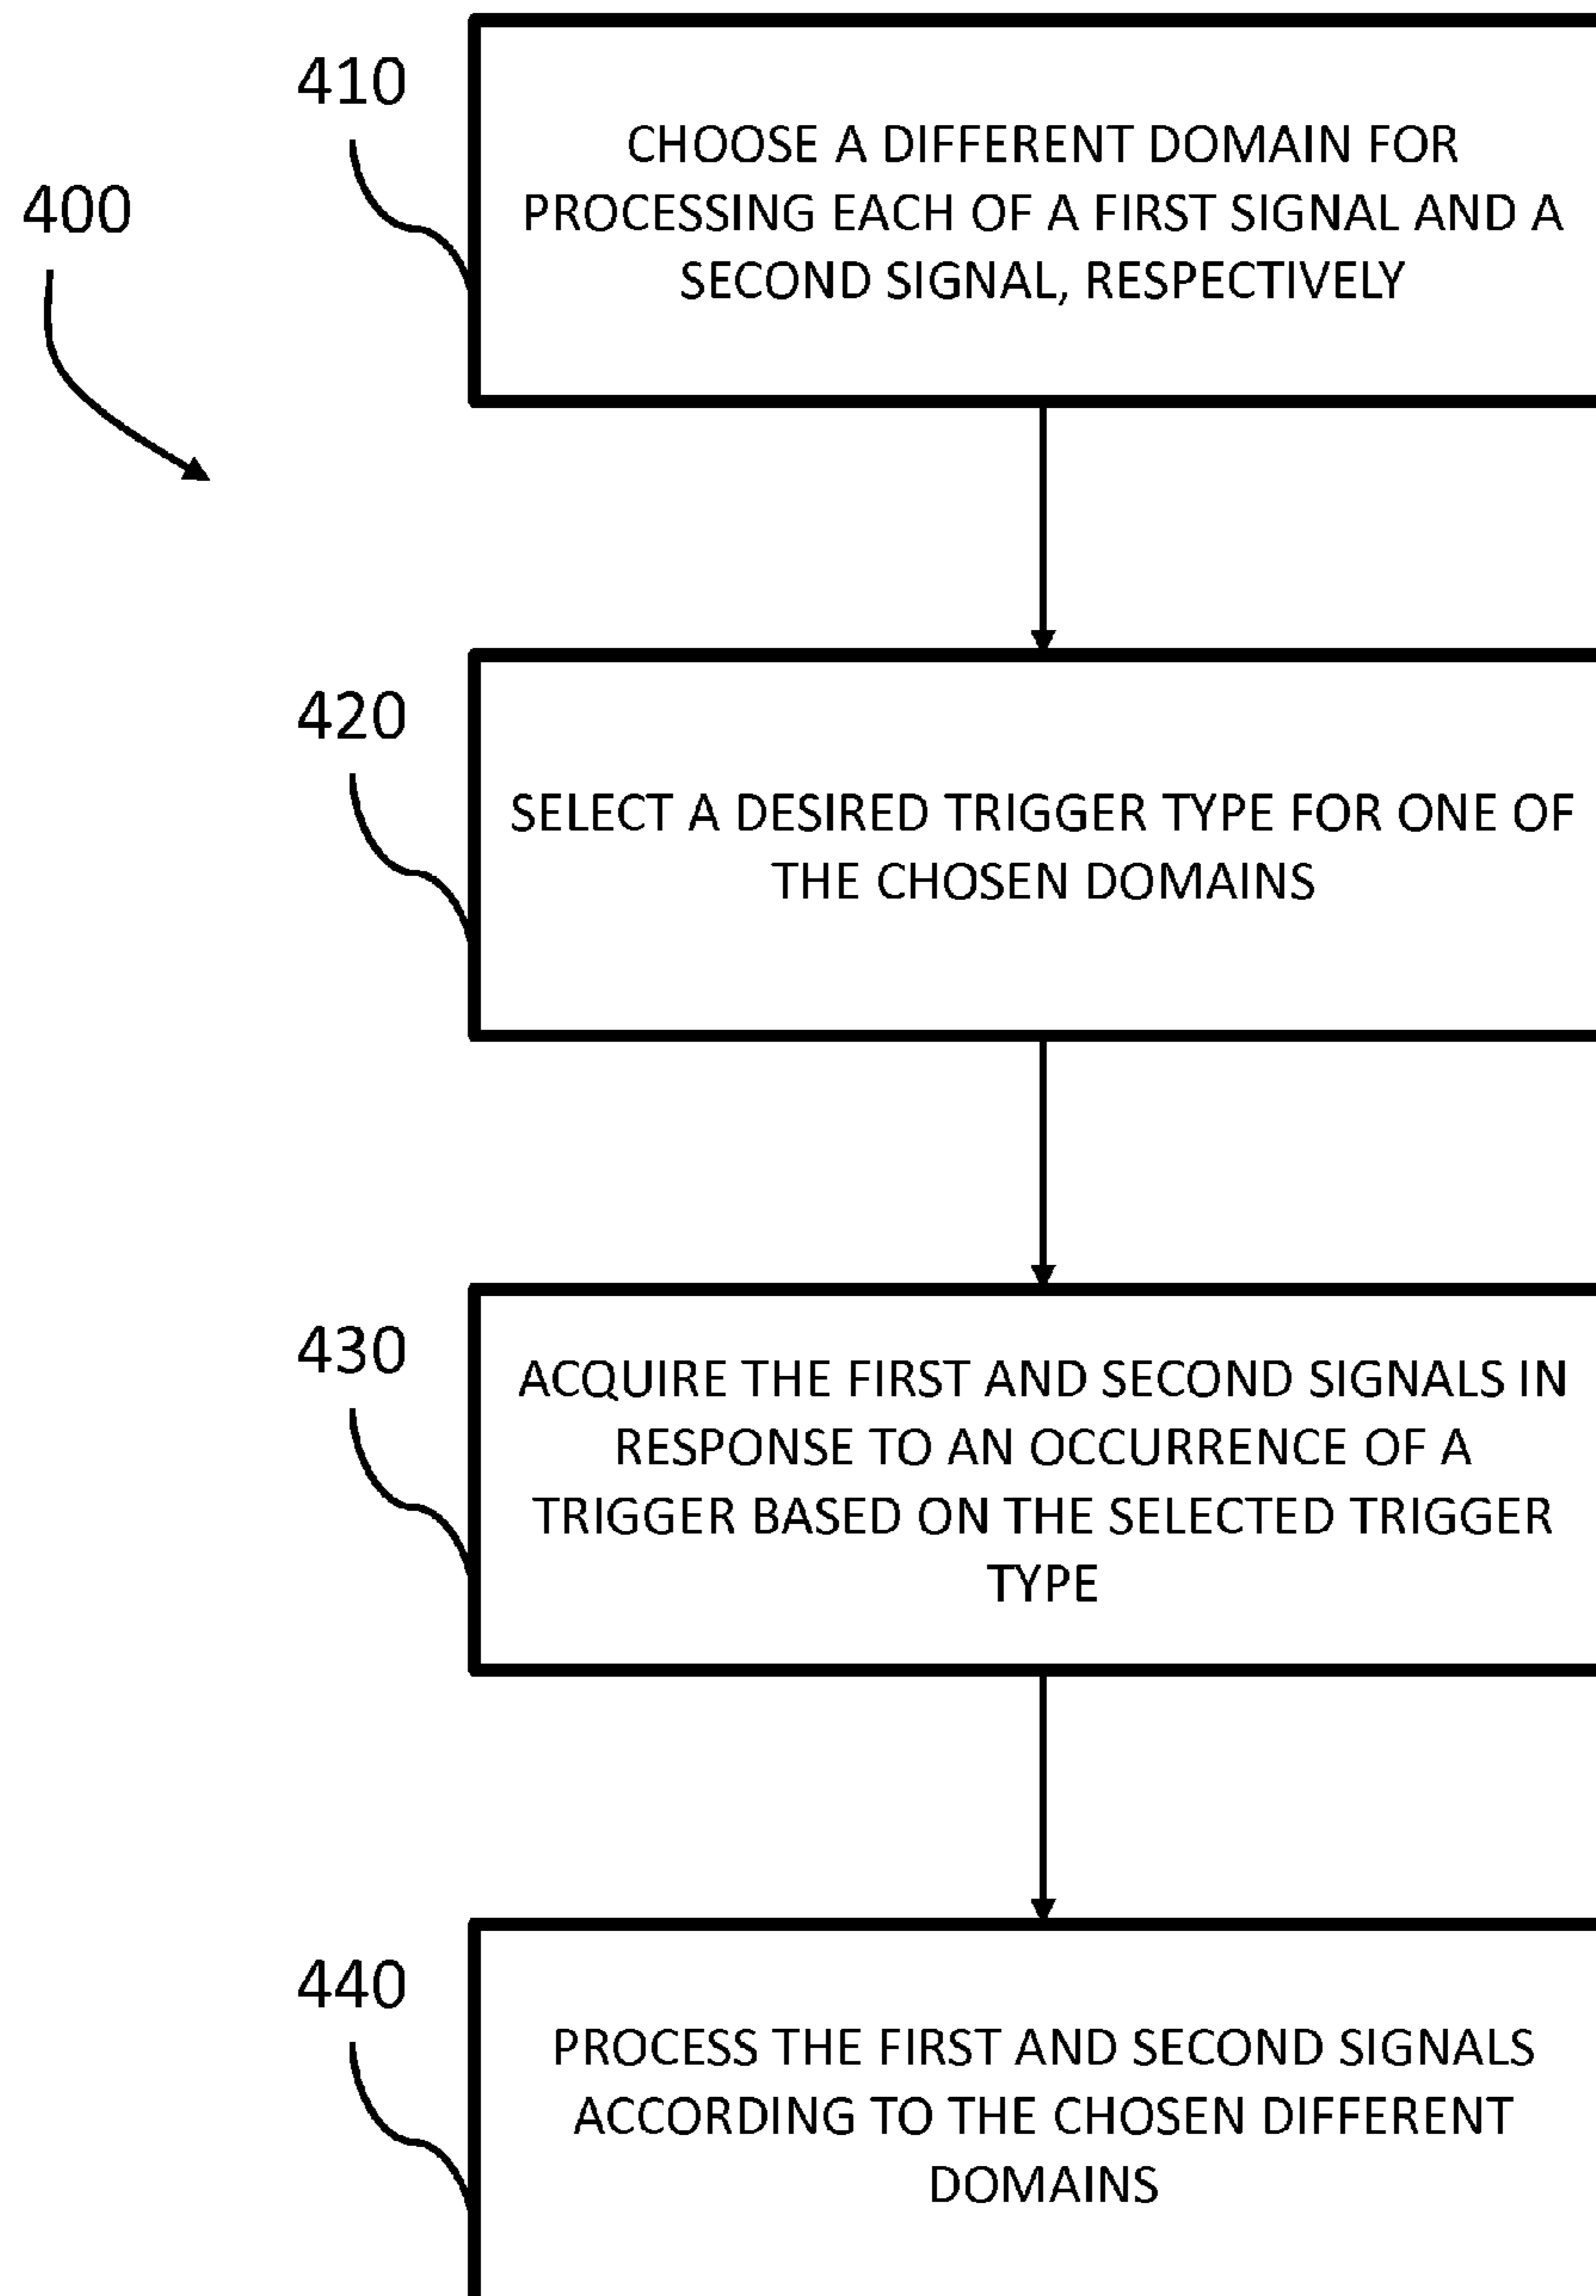 410
CHOOSE A DIFFERENT DOMAIN FOR
PROCESSING EACH OF A FIRST SIGNAL AND A
SECOND SIGNAL, RESPECTIVELY
400
420
SELECT A DESIRED TRIGGER TYPE FOR ONE OF
THE CHOSEN DOMAINS
430
ACQUIRE THE FIRST AND SECOND SIGNALS IN
RESPONSE TO AN OCCURRENCE OF A
TRIGGER BASED ON THE SELECTED TRIGGER
TYPE
440
PROCESS THE FIRST AND SECOND SIGNALS
ACCORDING TO THE CHOSEN DIFFERENT
DOMAINS